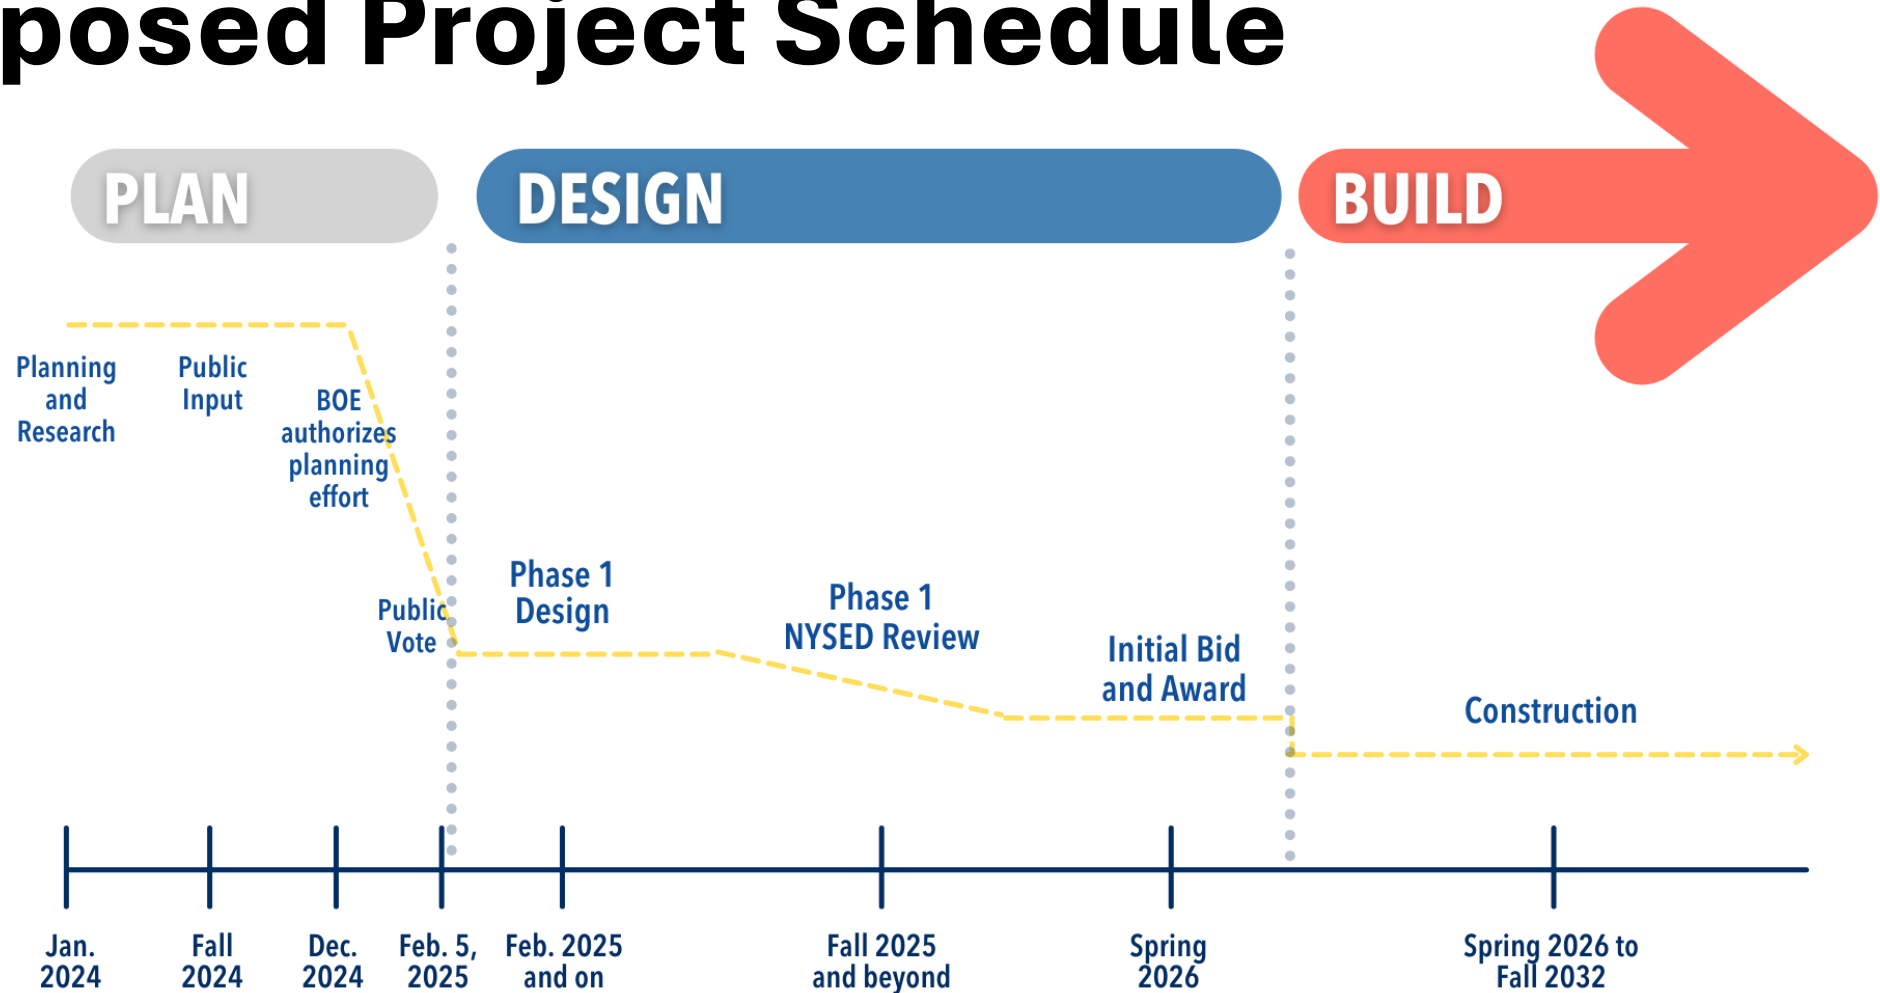 posed Project Schedule
PLAN
DESIGN
BUILD
Planning
and
Research
Public
Input
BOE
authorizes
planning
effort
Public
Vote
Phase 1
Design
Phase 1
NYSED Review
Initial Bid
and Award
Construction
Jan.
2024
Fall
2024
Dec.
2024
Feb. 5,
2025
Feb. 2025
and on
Fall 2025
and beyond
Spring
2026
Spring 2026 to
Fall 2032